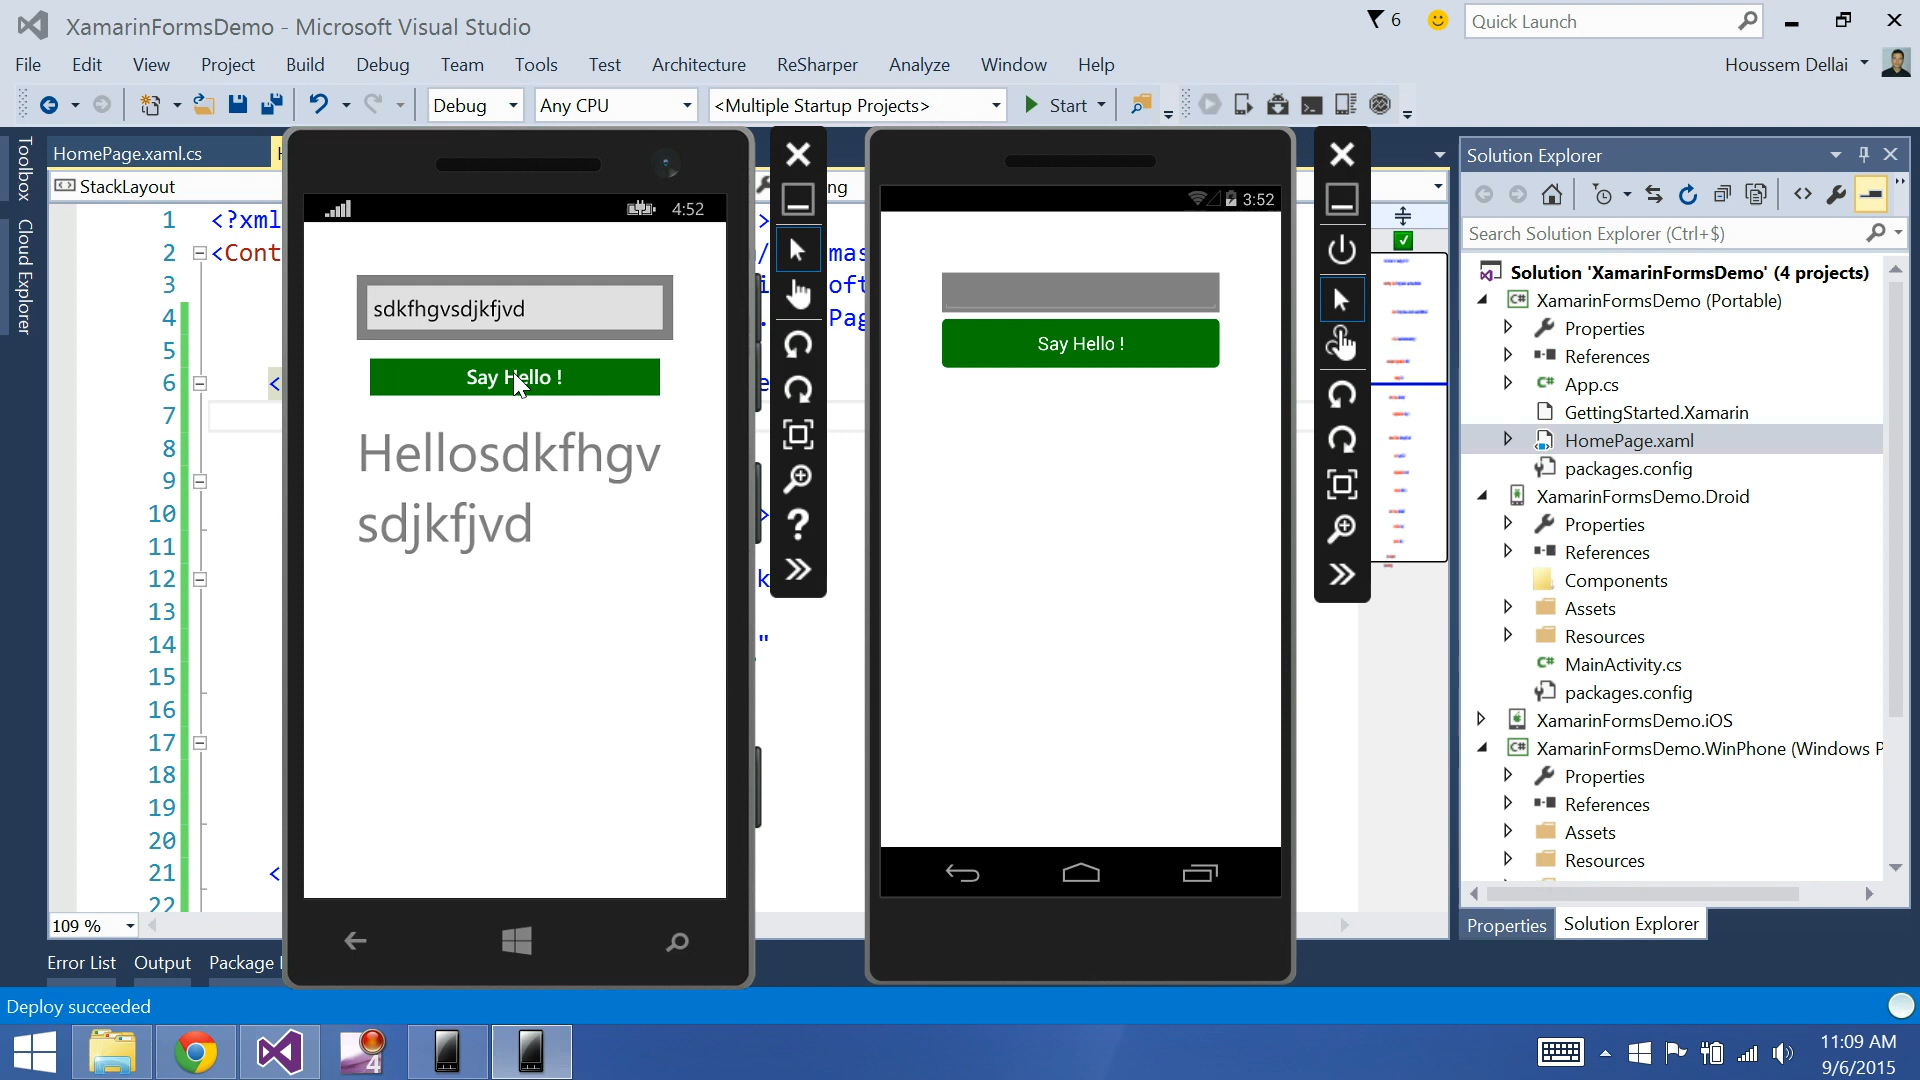 XamarinFormsDemo - Microsoft Visual Studio
6
Quick Launch
File Edit View Project Build Debug Team Tools Test Architecture ReSharper Analyze Window Help
Houssem Dellai
Debug
Any CPU
<Multiple Startup Projects>
Start
Toolbox
Cloud Explorer
HomePage.xaml.cs
StackLayout
ng
1 <?xml >
2 <Cont / mas
3
4
5
6 <
7
8
9
10 >
11
12
13
14 "
15
16
17
18
19
20
21 <
22
109 %
4:52
sdkfhgvsdjkfjvd
Say Hello !
Hellosdkfhgv
sdjkfjvd
3:52
Say Hello !
Solution Explorer
Search Solution Explorer (Ctrl+$)
Solution 'XamarinFormsDemo' (4 projects)
XamarinFormsDemo (Portable)
Properties
References
App.cs
GettingStarted.Xamarin
HomePage.xaml
packages.config
XamarinFormsDemo.Droid
Properties
References
Components
Assets
Resources
MainActivity.cs
packages.config
XamarinFormsDemo.iOS
XamarinFormsDemo.WinPhone (Windows P
Properties
References
Assets
Resources
Properties Solution Explorer
Error List Output Package
Deploy succeeded
4
11:09 AM
9/6/2015